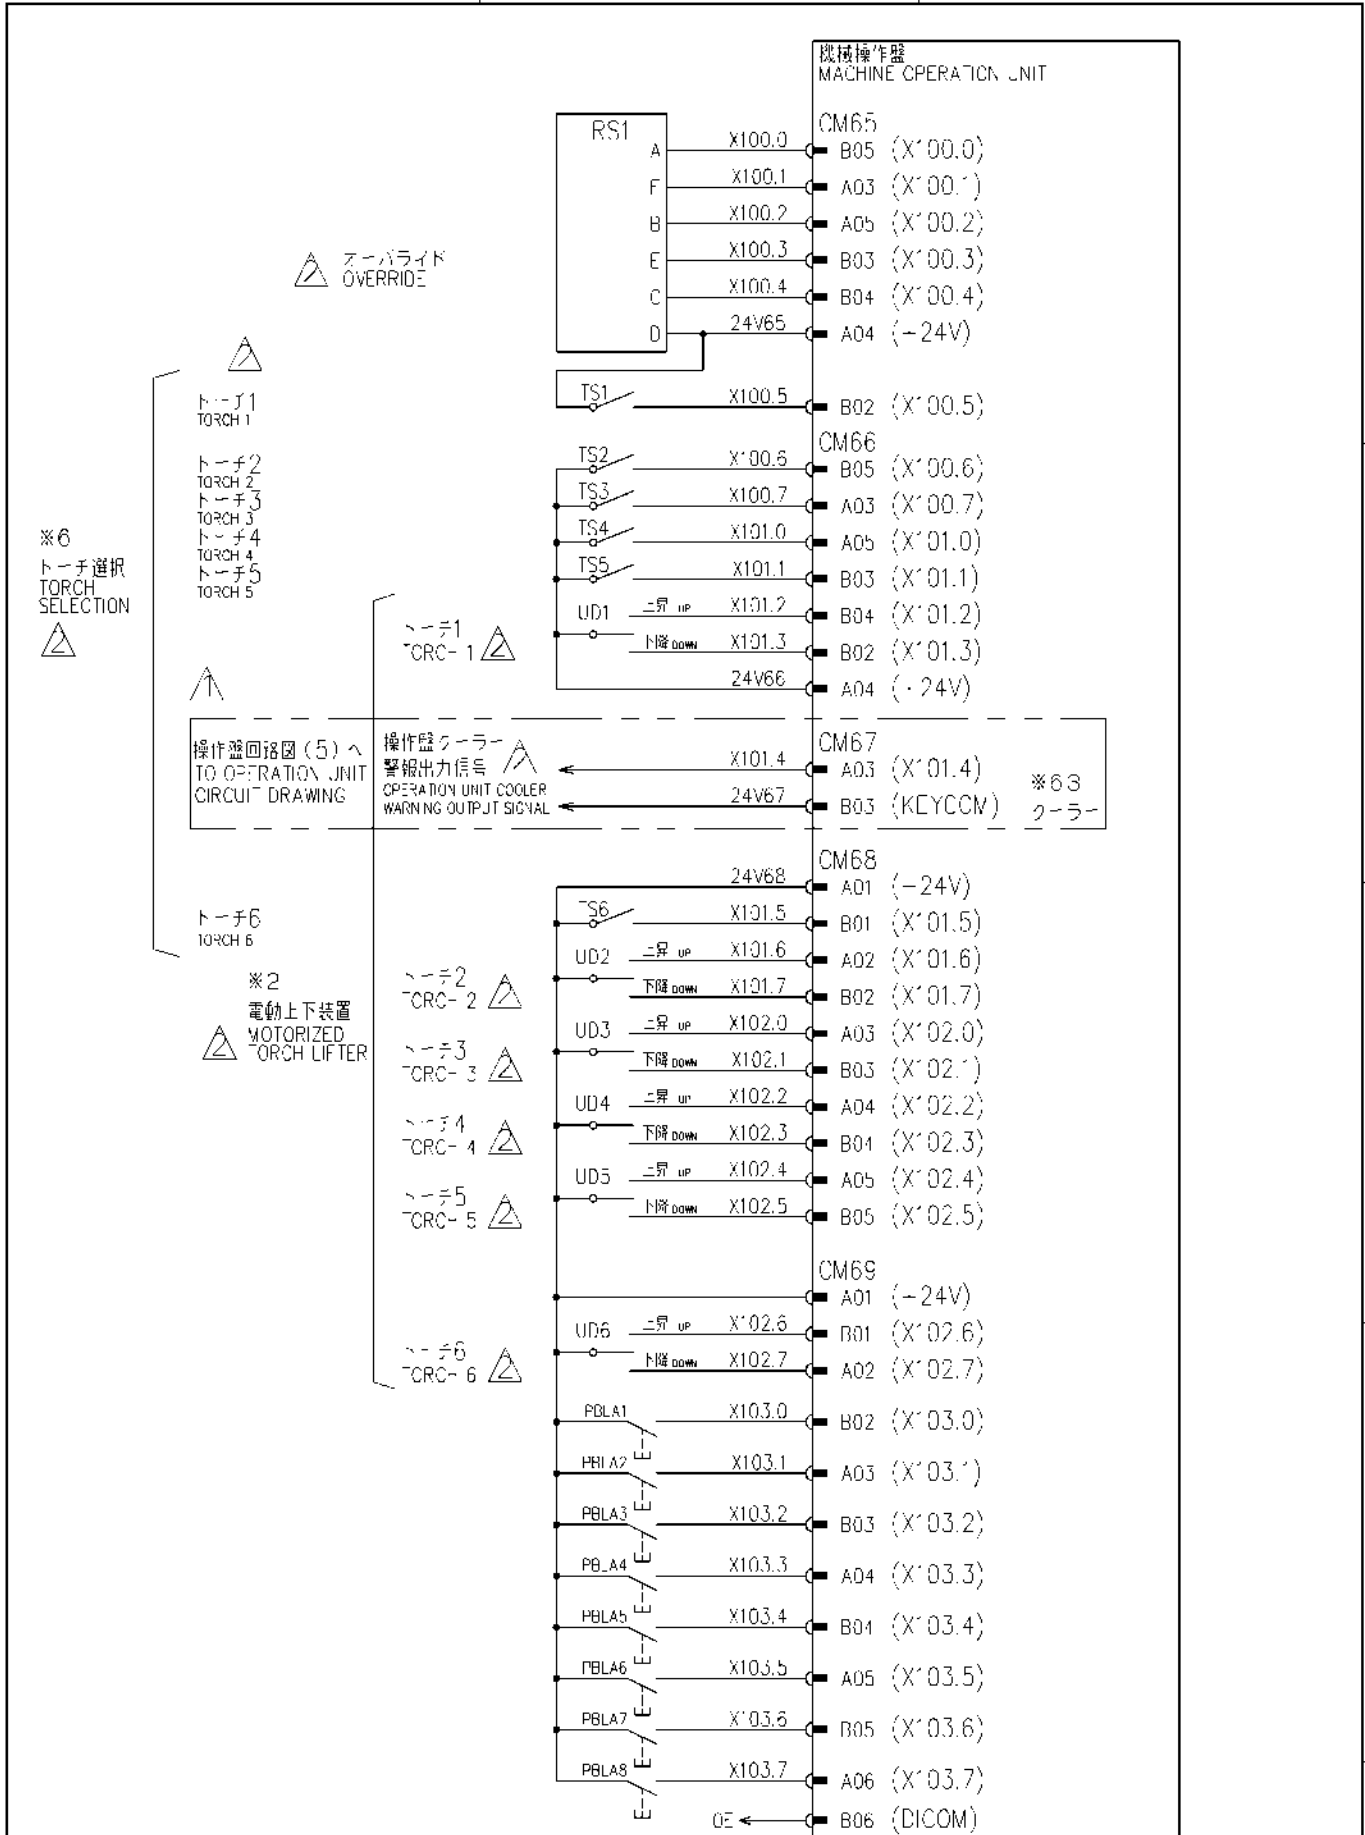 機械操作盤
MACHINE OPERATION UNIT
CM65
RS1
A X100.0 B05 (X100.0)
F X100.1 A03 (X100.1)
B X100.2 A05 (X100.2)
E X100.3 B03 (X100.3)
C X100.4 B04 (X100.4)
D 24V65 A04 (+24V)
2 オーバライド
OVERRIDE
2
トーチ1
TORCH 1
TS1 X100.5 B02 (X100.5)
CM66
トーチ2
TORCH 2
TS2 X100.6 B05 (X100.6)
トーチ3
TORCH 3
TS3 X100.7 A03 (X100.7)
トーチ4
TORCH 4
TS4 X101.0 A05 (X101.0)
トーチ5
TORCH 5
TS5 X101.1 B03 (X101.1)
※6
トーチ選択
TORCH
SELECTION
2
トーチ1
TORCH 1 2
UD1 上昇 UP X101.2 B04 (X101.2)
下降 DOWN X101.3 B02 (X101.3)
24V66 A04 (+24V)
1
操作盤回路図(5)へ
TO OPERATION UNIT
CIRCUIT DRAWING
操作盤クーラー
警報出力信号
OPERATION UNIT COOLER
WARNING OUTPUT SIGNAL
CM67
X101.4 A03 (X101.4)
24V67 B03 (KEYCOM)
※63
クーラー
CM68
24V68 A01 (+24V)
トーチ6
TORCH 6
TS6 X101.5 B01 (X101.5)
※2
電動上下装置
MOTORIZED
TORCH LIFTER
2
トーチ2
TORCH 2 2
UD2 上昇 UP X101.6 A02 (X101.6)
下降 DOWN X101.7 B02 (X101.7)
トーチ3
TORCH 3 2
UD3 上昇 UP X102.0 A03 (X102.0)
下降 DOWN X102.1 B03 (X102.1)
トーチ4
TORCH 4 2
UD4 上昇 UP X102.2 A04 (X102.2)
下降 DOWN X102.3 B04 (X102.3)
トーチ5
TORCH 5 2
UD5 上昇 UP X102.4 A05 (X102.4)
下降 DOWN X102.5 B05 (X102.5)
CM69
A01 (+24V)
トーチ6
TORCH 6 2
UD6 上昇 UP X102.6 B01 (X102.6)
下降 DOWN X102.7 A02 (X102.7)
PBLA1 X103.0 B02 (X103.0)
PBLA2 X103.1 A03 (X103.1)
PBLA3 X103.2 B03 (X103.2)
PBLA4 X103.3 A04 (X103.3)
PBLA5 X103.4 B04 (X103.4)
PBLA6 X103.5 A05 (X103.5)
PBLA7 X103.6 B05 (X103.6)
PBLA8 X103.7 A06 (X103.7)
0E B06 (DICOM)